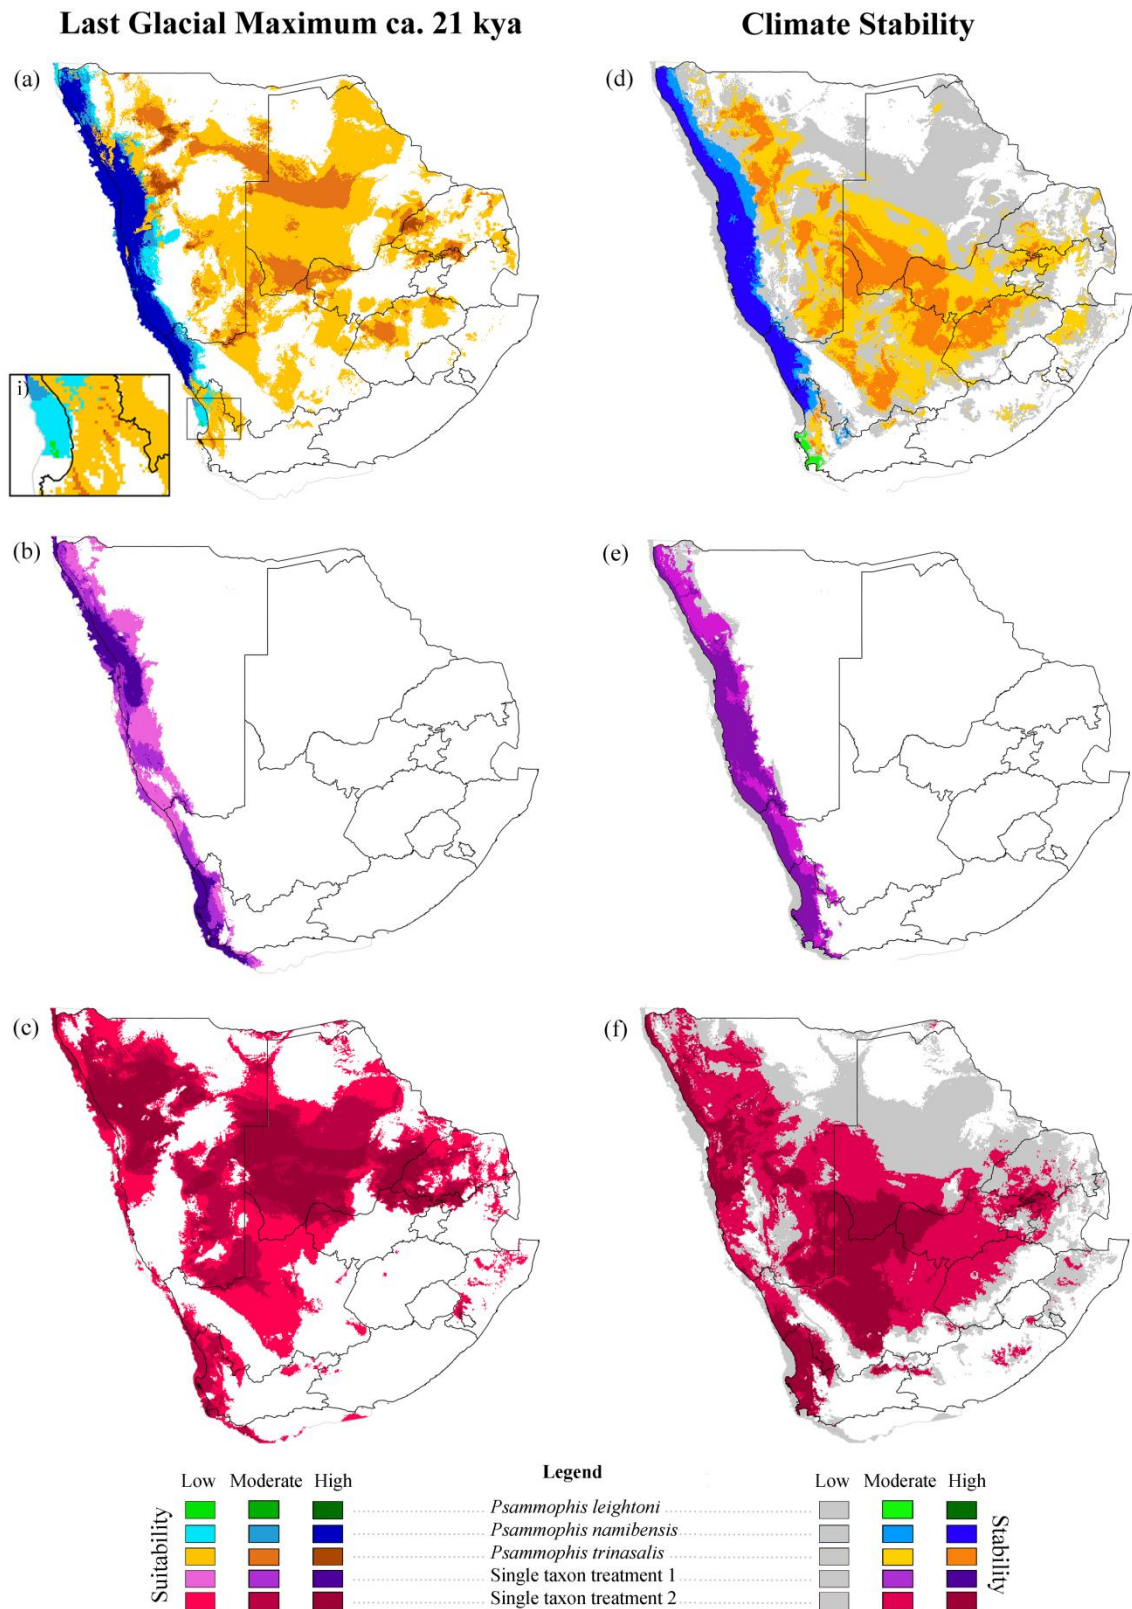 Last Glacial Maximum ca. 21 kya
Climate Stability
(a)
(d)
i)
(b)
(e)
(c)
(f)
Legend
Low Moderate High
Low Moderate High
Suitability
Psammophis leightoni
Psammophis namibensis
Psammophis trinasalis
Single taxon treatment 1
Single taxon treatment 2
Stability